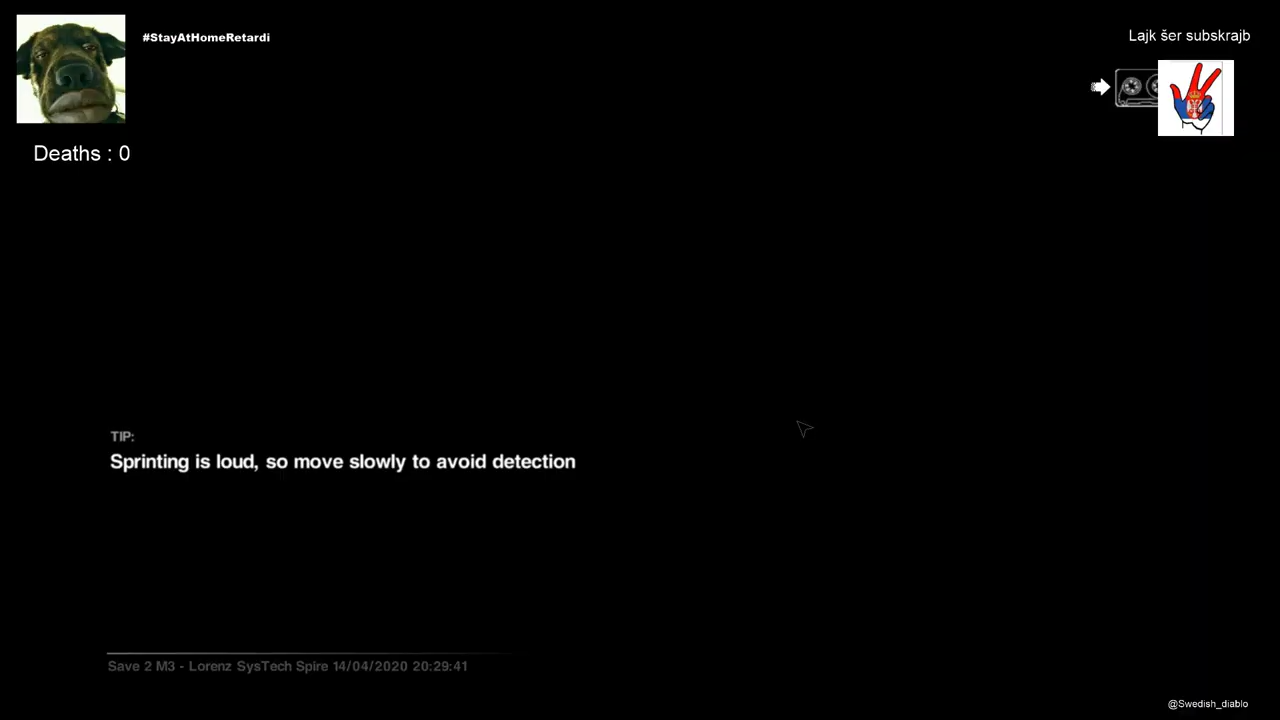 #StayAtHomeRetardi
Lajk šer subskrajb
Deaths : 0
TIP:
Sprinting is loud, so move slowly to avoid detection
Save 2 M3 - Lorenz SysTech Spire 14/04/2020 20:29:41
@Swedish_diablo